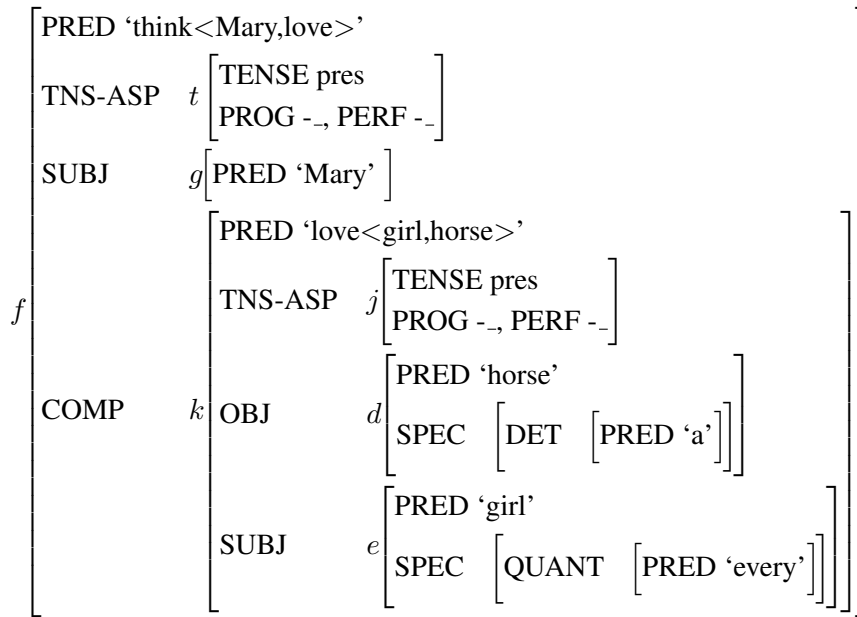 PRED ‘think<Mary,love>’
TNS-ASP t TENSE pres
PROG -_, PERF -_
SUBJ g PRED ‘Mary’
f
PRED ‘love<girl,horse>’
TNS-ASP j TENSE pres
PROG -_, PERF -_
COMP k OBJ d PRED ‘horse’
SPEC DET PRED ‘a’
SUBJ e PRED ‘girl’
SPEC QUANT PRED ‘every’